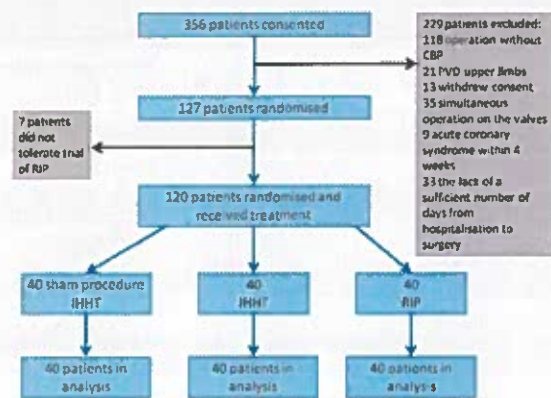 356 patients consented
229 patients excluded:
118 operation without
CBP
21 PVD upper limbs
13 withdrew consent
35 simultaneous
operation on the valves
9 acute coronary
syndrome within 4
weeks
33 the lack of a
sufficient number of
days from
hospitalisation to
surgery
127 patients randomised
7 patients
did not
tolerate trial
of RIP
120 patients randomised and
received treatment
40 sham procedure
IHHT
40
IHHT
40
RIP
40 patients in
analysis
40 patients in
analysis
40 patients in
analysis